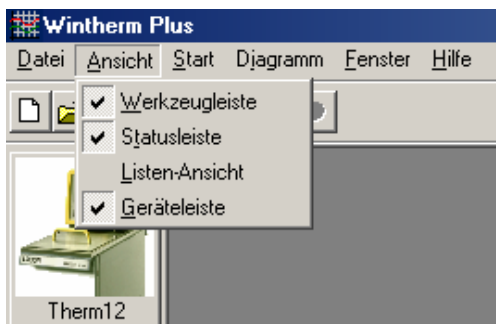 Wintherm Plus
Datei Ansicht Start Diagramm Fenster Hilfe
Werkzeugleiste
Statusleiste
Listen-Ansicht
Geräteleiste
Therm12